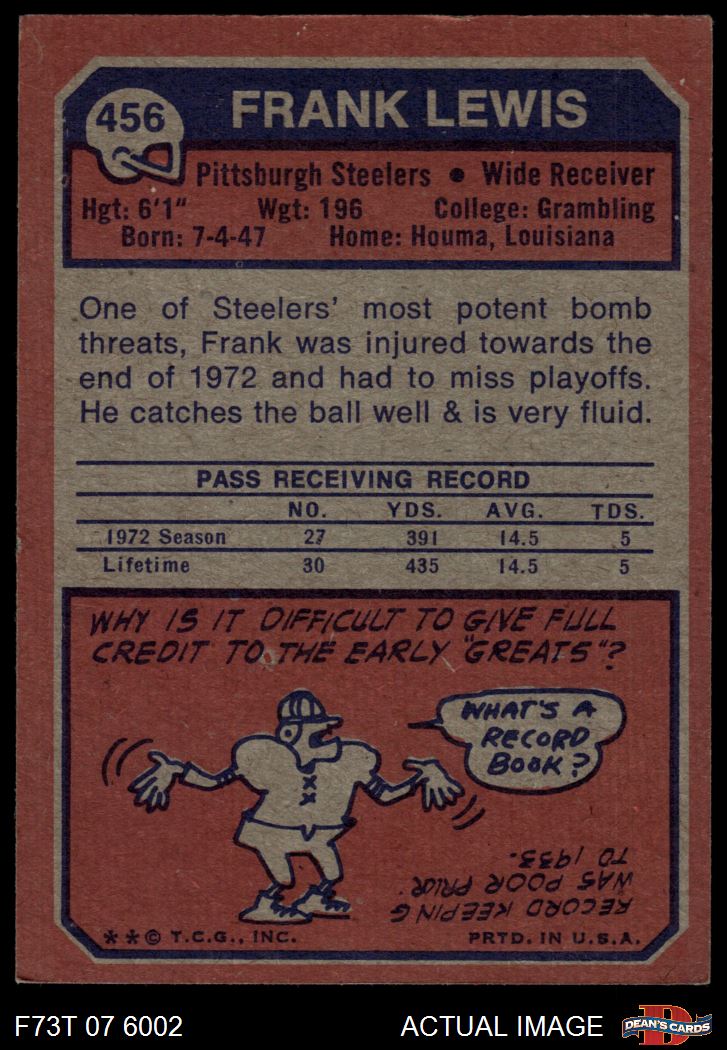 456
FRANK LEWIS
Pittsburgh Steelers • Wide Receiver
Hgt: 6'1" Wgt: 196 College: Grambling
Born: 7-4-47 Home: Houma, Louisiana
One of Steelers' most potent bomb
threats, Frank was injured towards the
end of 1972 and had to miss playoffs.
He catches the ball well & is very fluid.
PASS RECEIVING RECORD
NO. YDS. AVG. TDS.
1972 Season 27 391 14.5 5
Lifetime 30 435 14.5 5
WHY IS IT DIFFICULT TO GIVE FULL
CREDIT TO THE EARLY "GREATS"?
WHAT'S A
RECORD
BOOK?
RECORD KEEPING
WAS POOR PRIOR
TO 1933.
**© T.C.G., INC. PRTD. IN U.S.A.
F73T 07 6002 ACTUAL IMAGE
D
DEAN'S CARDS